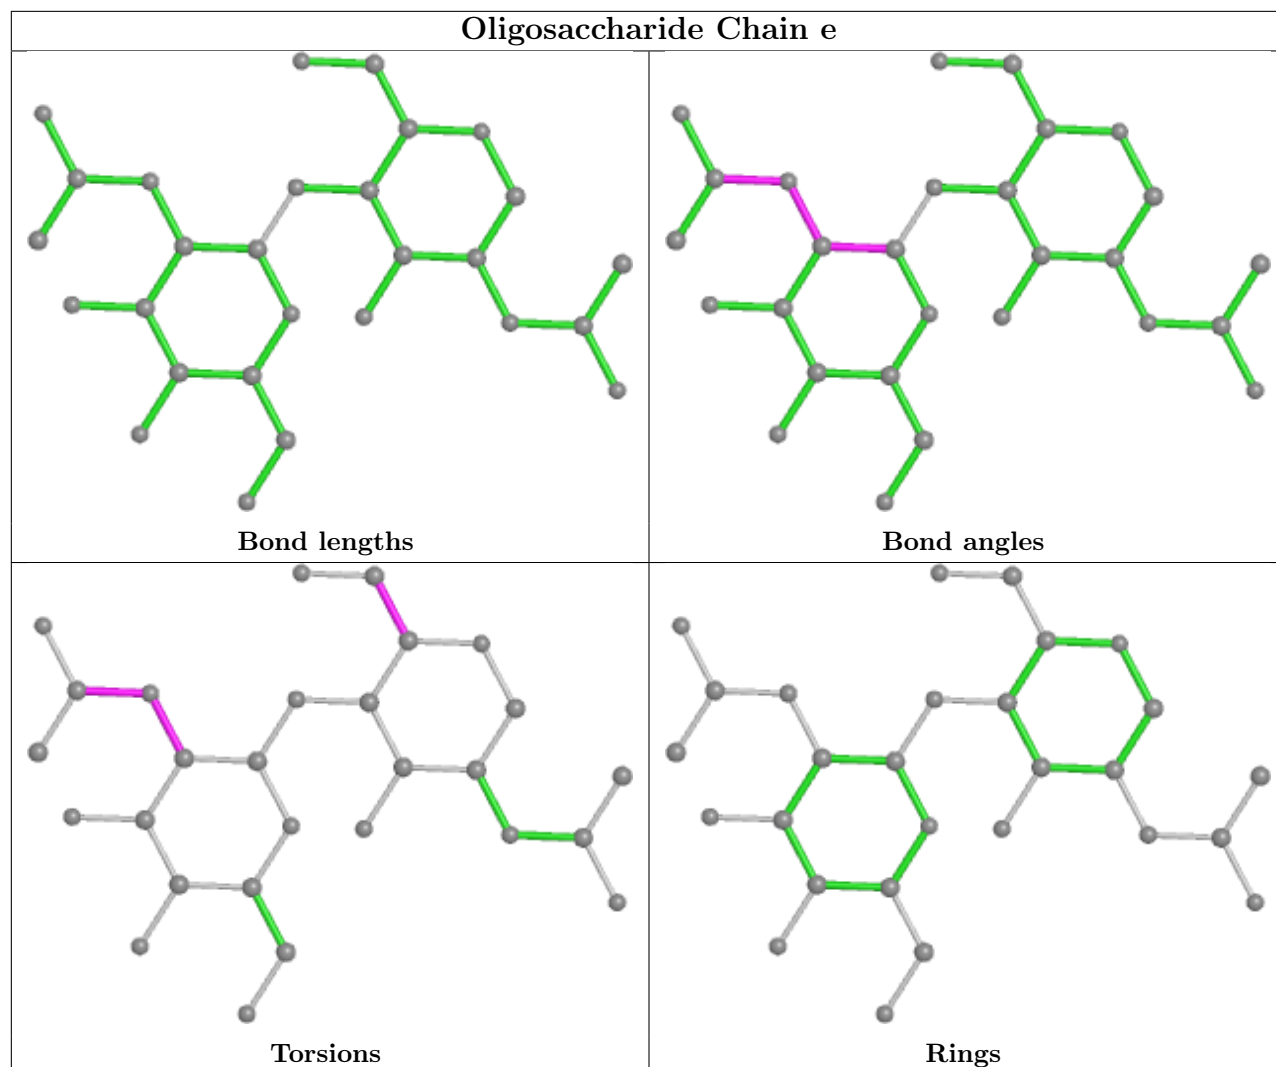 Oligosaccharide Chain e
Bond lengths
Bond angles
Torsions
Rings